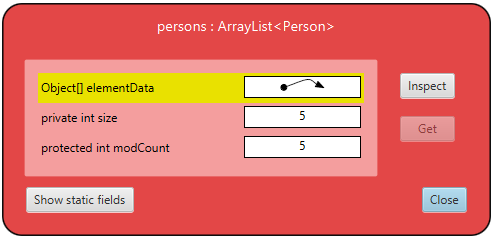 persons : ArrayList<Person>
Object[] elementData
Inspect
private int size 5
Get
protected int modCount 5
Show static fields
Close